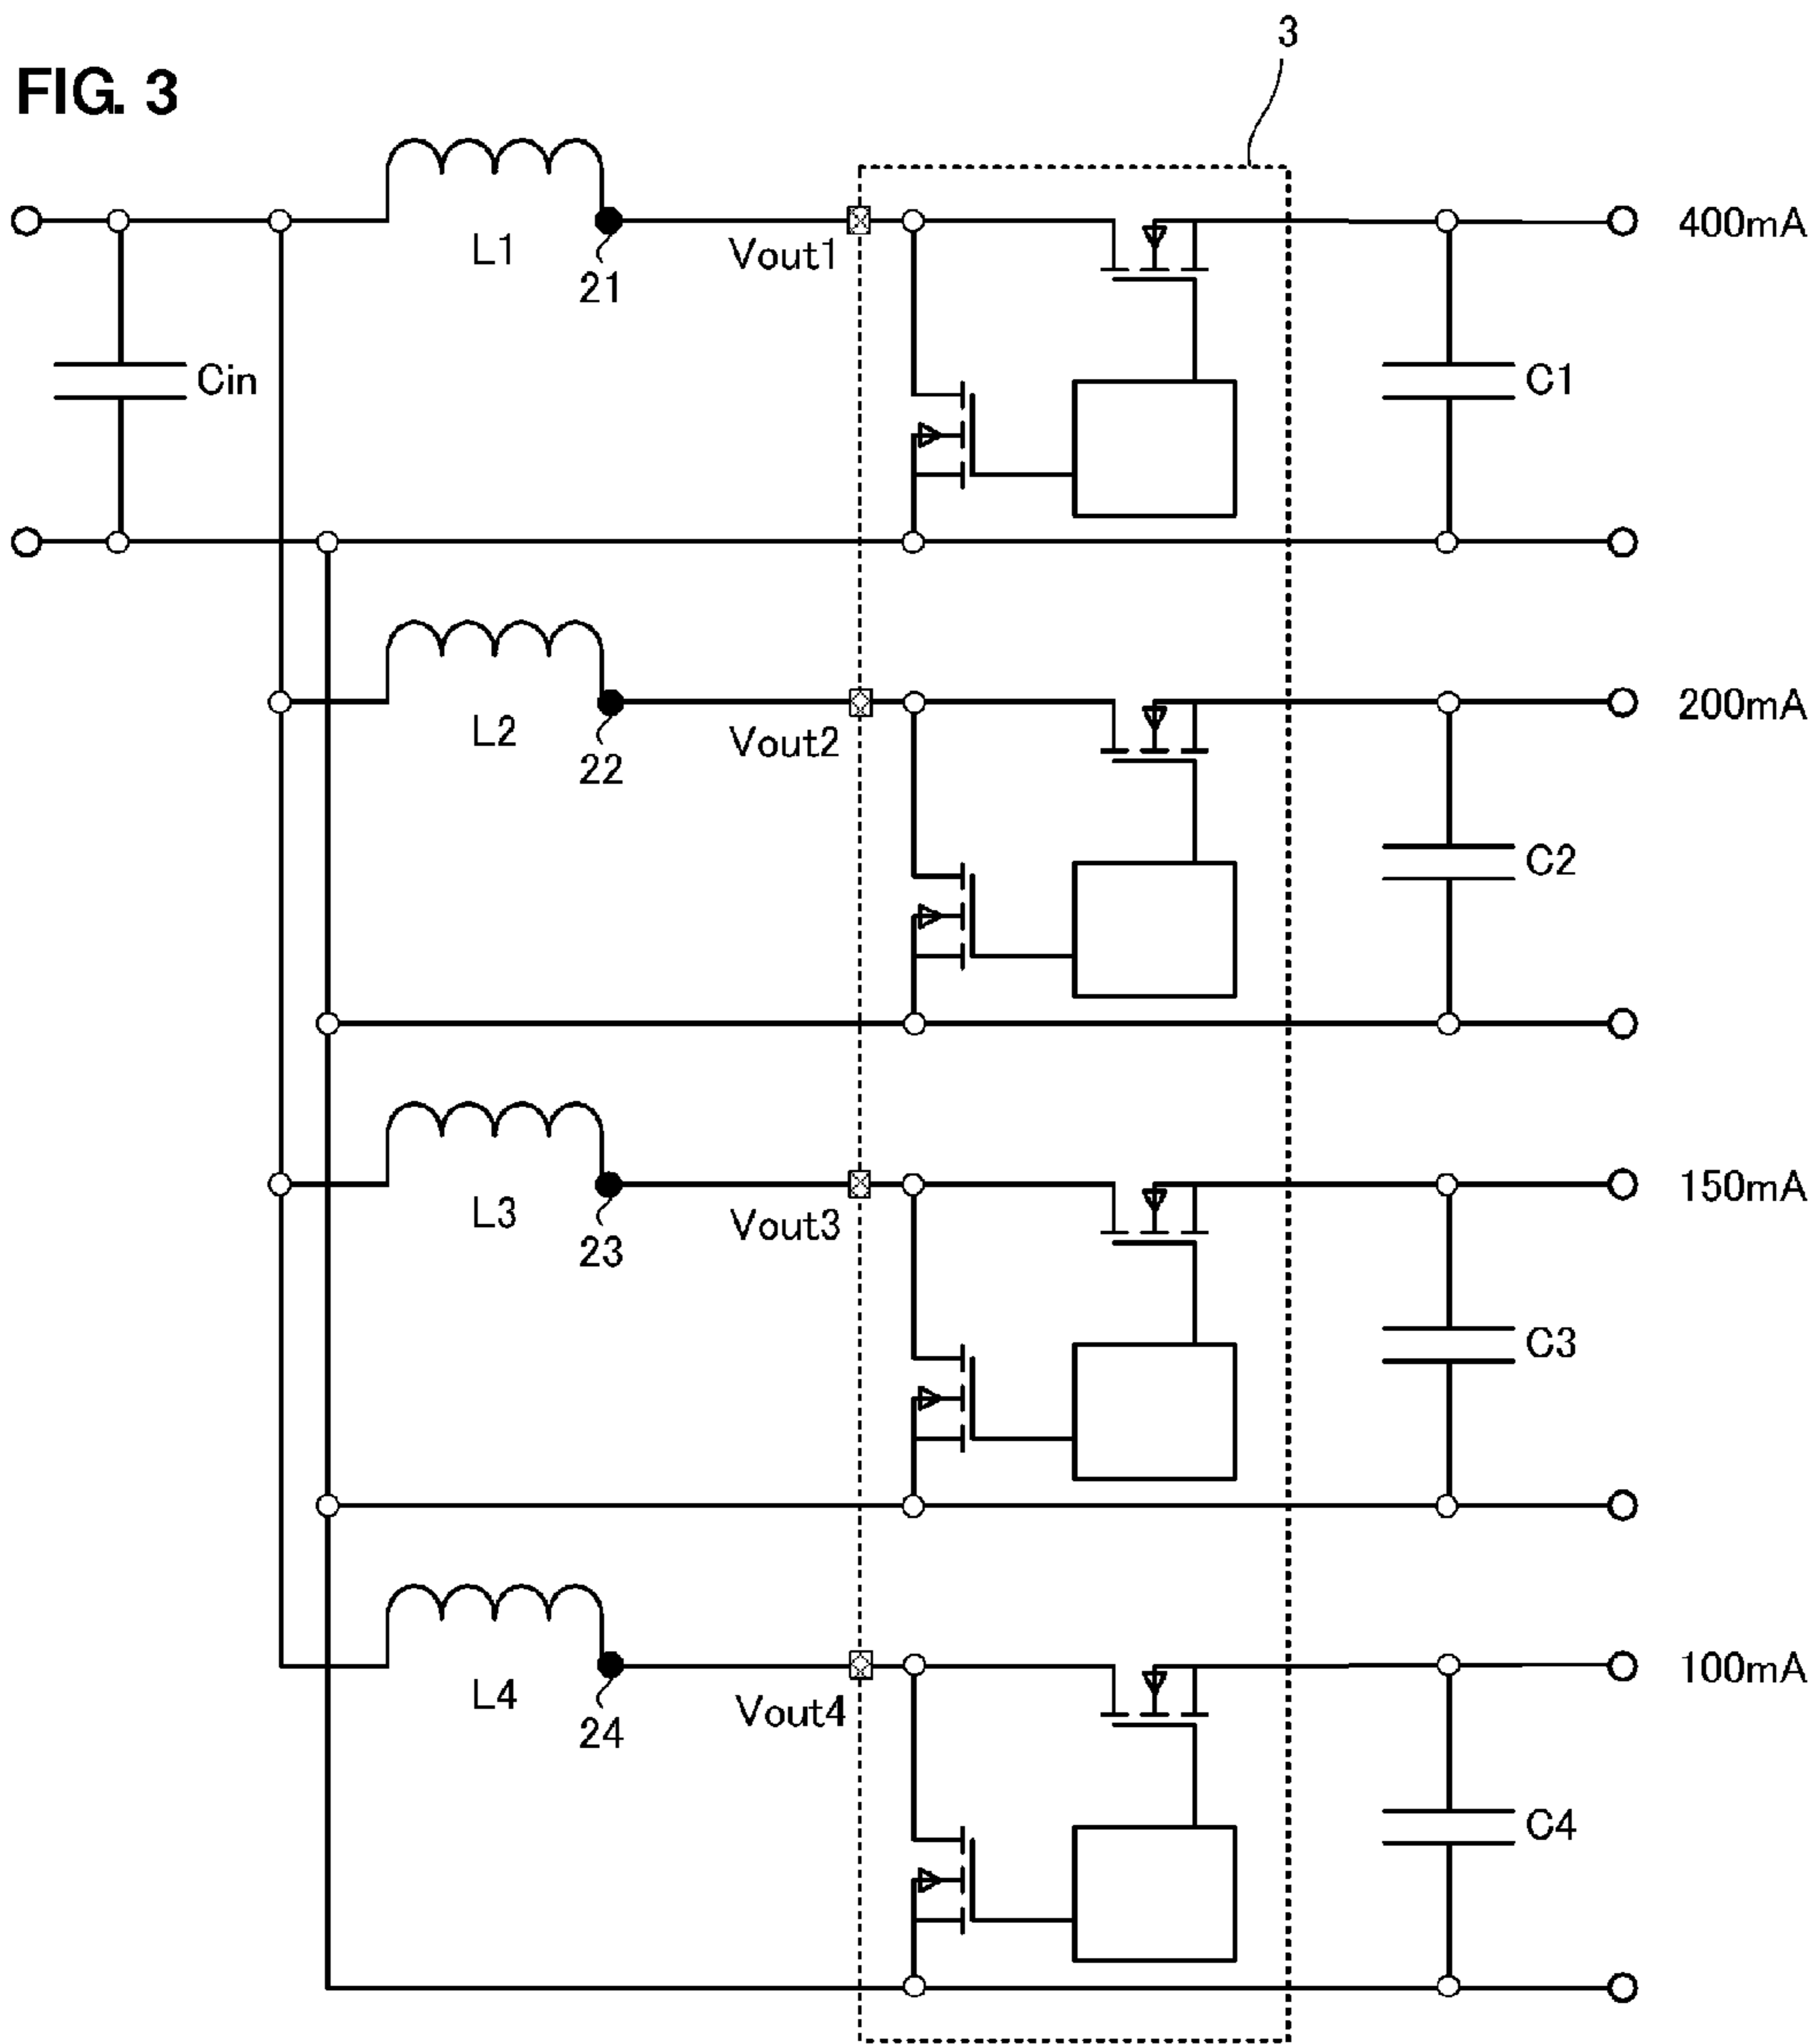 3
FIG. 3
L1
21
Vout1
400mA
Cin
C1
L2
22
Vout2
200mA
C2
L3
23
Vout3
150mA
C3
L4
24
Vout4
100mA
C4